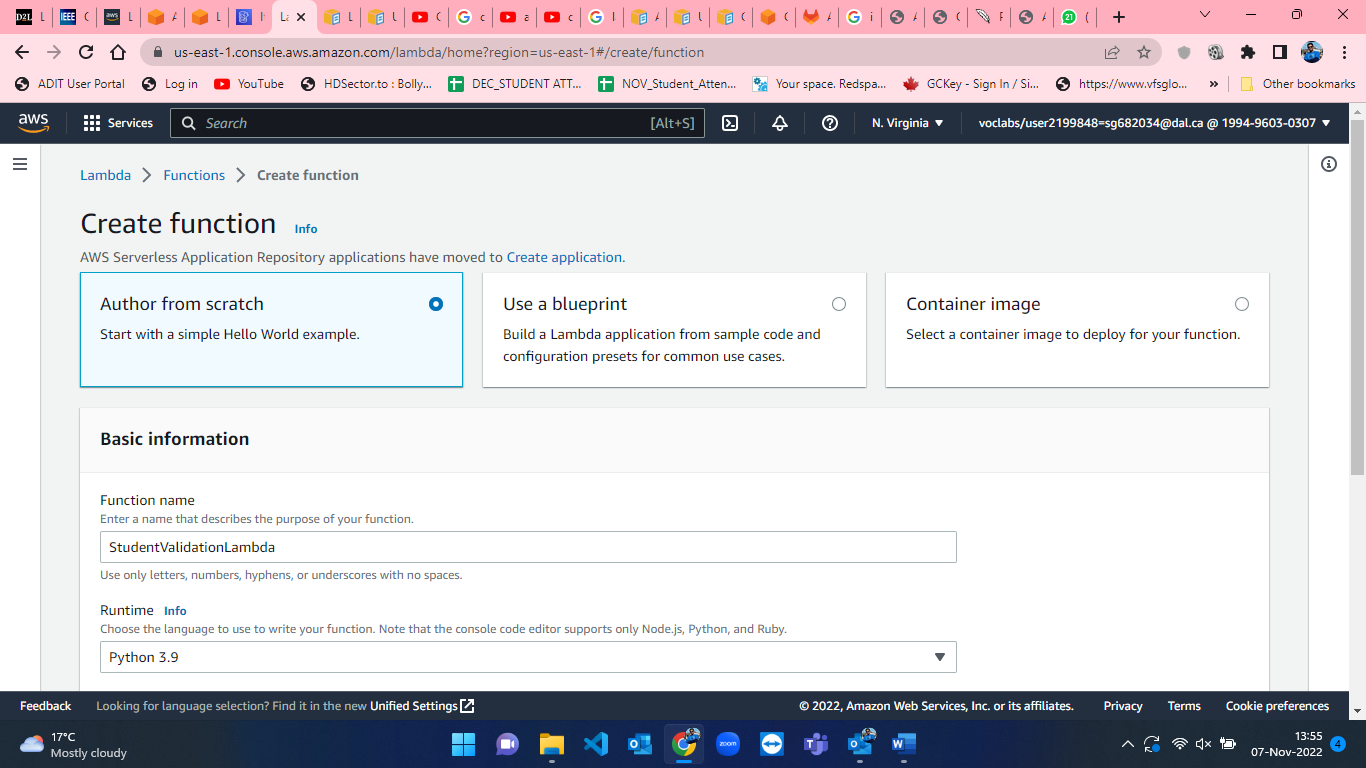 D2L L IEEE C aws L A L I La U L U C c a c I A U C C A i A C F A 21 (
us-east-1.console.aws.amazon.com/lambda/home?region=us-east-1#/create/function
ADIT User Portal Log in YouTube HDSector.to : Bolly... DEC_STUDENT ATT... NOV_Student_Atten... Your space. Redspa... GCKey - Sign In / Si... https://www.vfsglo... » Other bookmarks
aws Services Search [Alt+S] N. Virginia voclabs/user2199848=sg682034@dal.ca @ 1994-9603-0307
Lambda Functions Create function
Create function Info
AWS Serverless Application Repository applications have moved to Create application.
Author from scratch
Start with a simple Hello World example.
Use a blueprint
Build a Lambda application from sample code and
configuration presets for common use cases.
Container image
Select a container image to deploy for your function.
Basic information
Function name
Enter a name that describes the purpose of your function.
StudentValidationLambda
Use only letters, numbers, hyphens, or underscores with no spaces.
Runtime Info
Choose the language to use to write your function. Note that the console code editor supports only Node.js, Python, and Ruby.
Python 3.9
Feedback Looking for language selection? Find it in the new Unified Settings © 2022, Amazon Web Services, Inc. or its affiliates. Privacy Terms Cookie preferences
17°C
Mostly cloudy
zoom
13:55
07-Nov-2022 4